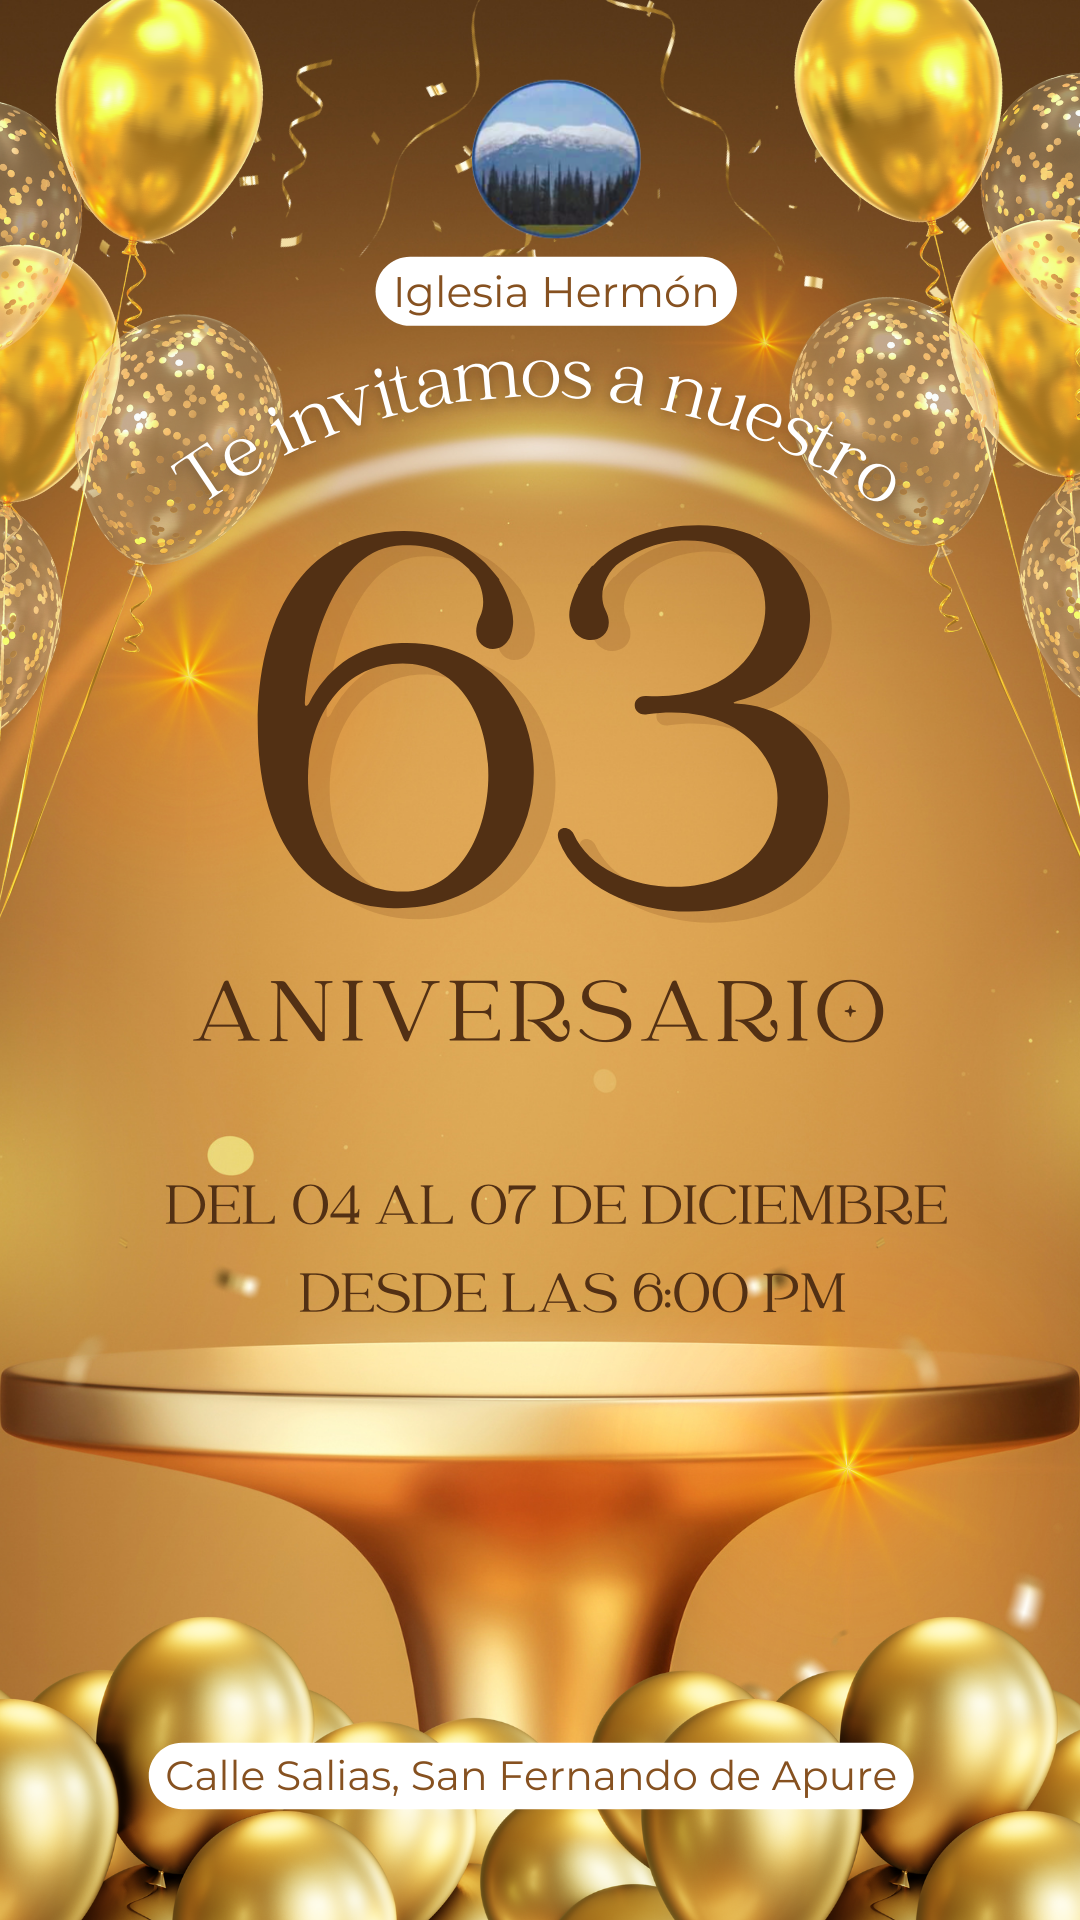 Iglesia Hermón
Te invitamos a nuestro
63
ANIVERSARIO
DEL 04 AL 07 DE DICIEMBRE
DESDE LAS 6:00 PM
Calle Salias, San Fernando de Apure